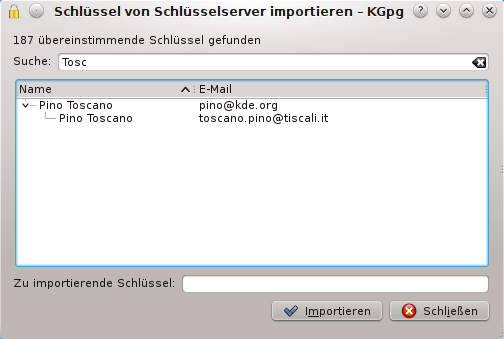 Schlüssel von Schlüsselserver importieren – KGpg
187 übereinstimmende Schlüssel gefunden
Suche: Tosc
Name E-Mail
Pino Toscano pino@kde.org
Pino Toscano toscano.pino@tiscali.it
Zu importierende Schlüssel:
Importieren Schließen